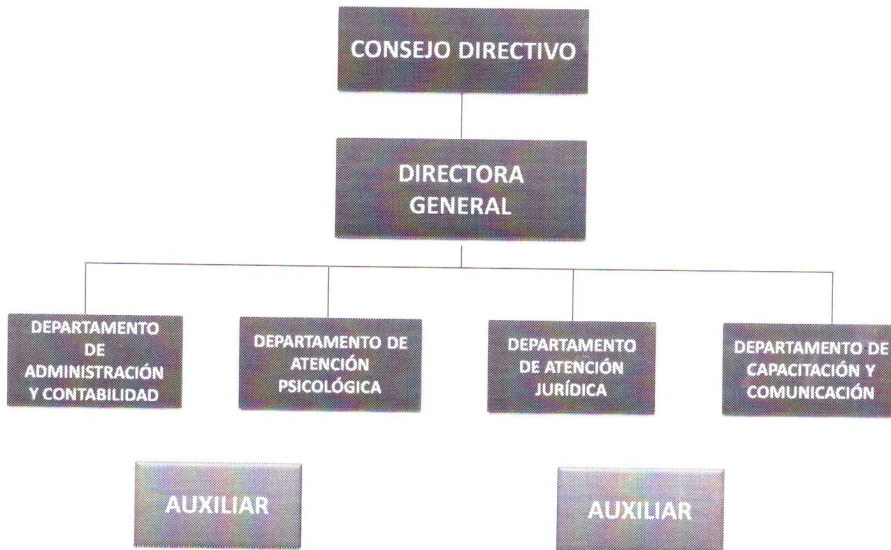 CONSEJO DIRECTIVO
DIRECTORA
GENERAL
DEPARTAMENTO
DE
ADMINISTRACIÓN
Y CONTABILIDAD
DEPARTAMENTO DE
ATENCIÓN
PSICOLÓGICA
DEPARTAMENTO
DE ATENCIÓN
JURÍDICA
DEPARTAMENTO DE
CAPACITACIÓN Y
COMUNICACIÓN
AUXILIAR
AUXILIAR